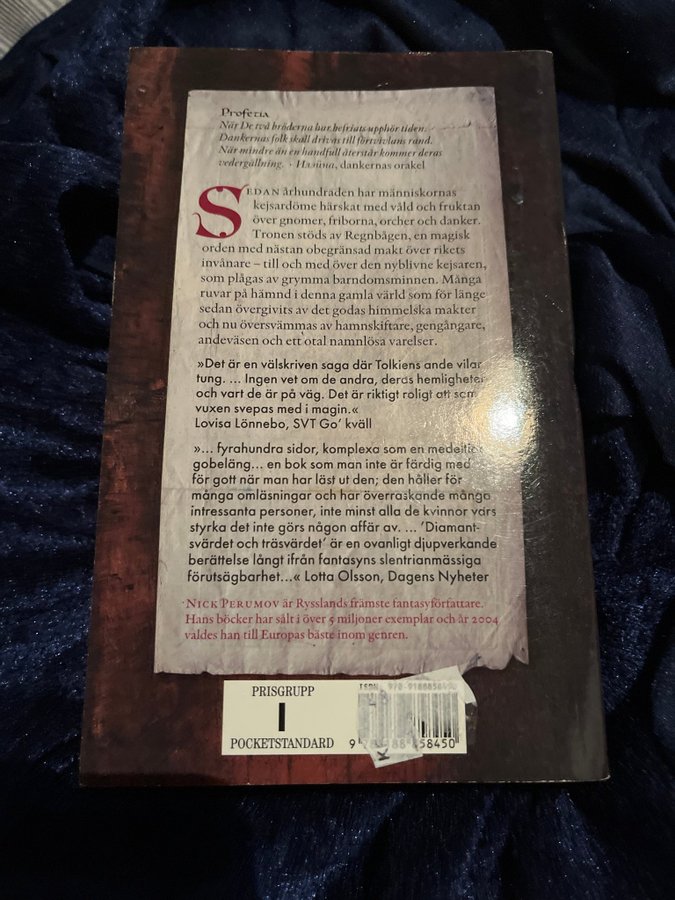 Profetia
När De två bröderna har befriats upphör tiden.
Dankernas folk skall drivas till förtvivlans rand.
När mindre än en handfull återstår kommer deras
vedergällning. · Hanina, dankernas orakel
SEDAN århundraden har människornas
kejsardöme härskat med våld och fruktan
över gnomer, friborna, orcher och danker.
Tronen stöds av Regnbågen, en magisk
orden med nästan obegränsad makt över rikets
invånare – till och med över den nyblivne kejsaren,
som plågas av grymma barndomsminnen. Många
ruvar på hämnd i denna gamla värld som för länge
sedan övergivits av det godas himmelska makter
och nu översvämmas av hamnskiftare, gengångare,
andeväsen och ett otal namnlösa varelser.
»Det är en välskriven saga där Tolkiens ande vilar
tung. ... Ingen vet om de andra, deras hemligheter
och vart de är på väg. Det är riktigt roligt att som
vuxen svepas med i magin.«
Lovisa Lönnebo, SVT Go' kväll
»... fyrahundra sidor, komplexa som en medeltida
gobeläng... en bok som man inte är färdig med
för gott när man har läst ut den; den håller för
många omläsningar och har överraskande många
intressanta personer, inte minst alla de kvinnor vars
styrka det inte görs någon affär av. ... 'Diamant-
svärdet och träsvärdet' är en ovanligt djupverkande
berättelse långt ifrån fantasyns slentrianmässiga
förutsägbarhet...« Lotta Olsson, Dagens Nyheter
NICK PERUMOV är Rysslands främste fantasyförfattare.
Hans böcker har sålt i över 5 miljoner exemplar och år 2004
valdes han till Europas bäste inom genren.
PRISGRUPP
I
POCKETSTANDARD
ISBN 978-9188858450
9 88 858450